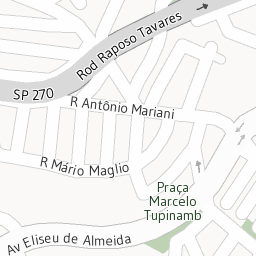 Rod Raposo Tavares
SP 270
R Antônio Mariani
R Mário Maglio
Praça
Marcelo
Tupinamb
Av Eliseu de Almeida